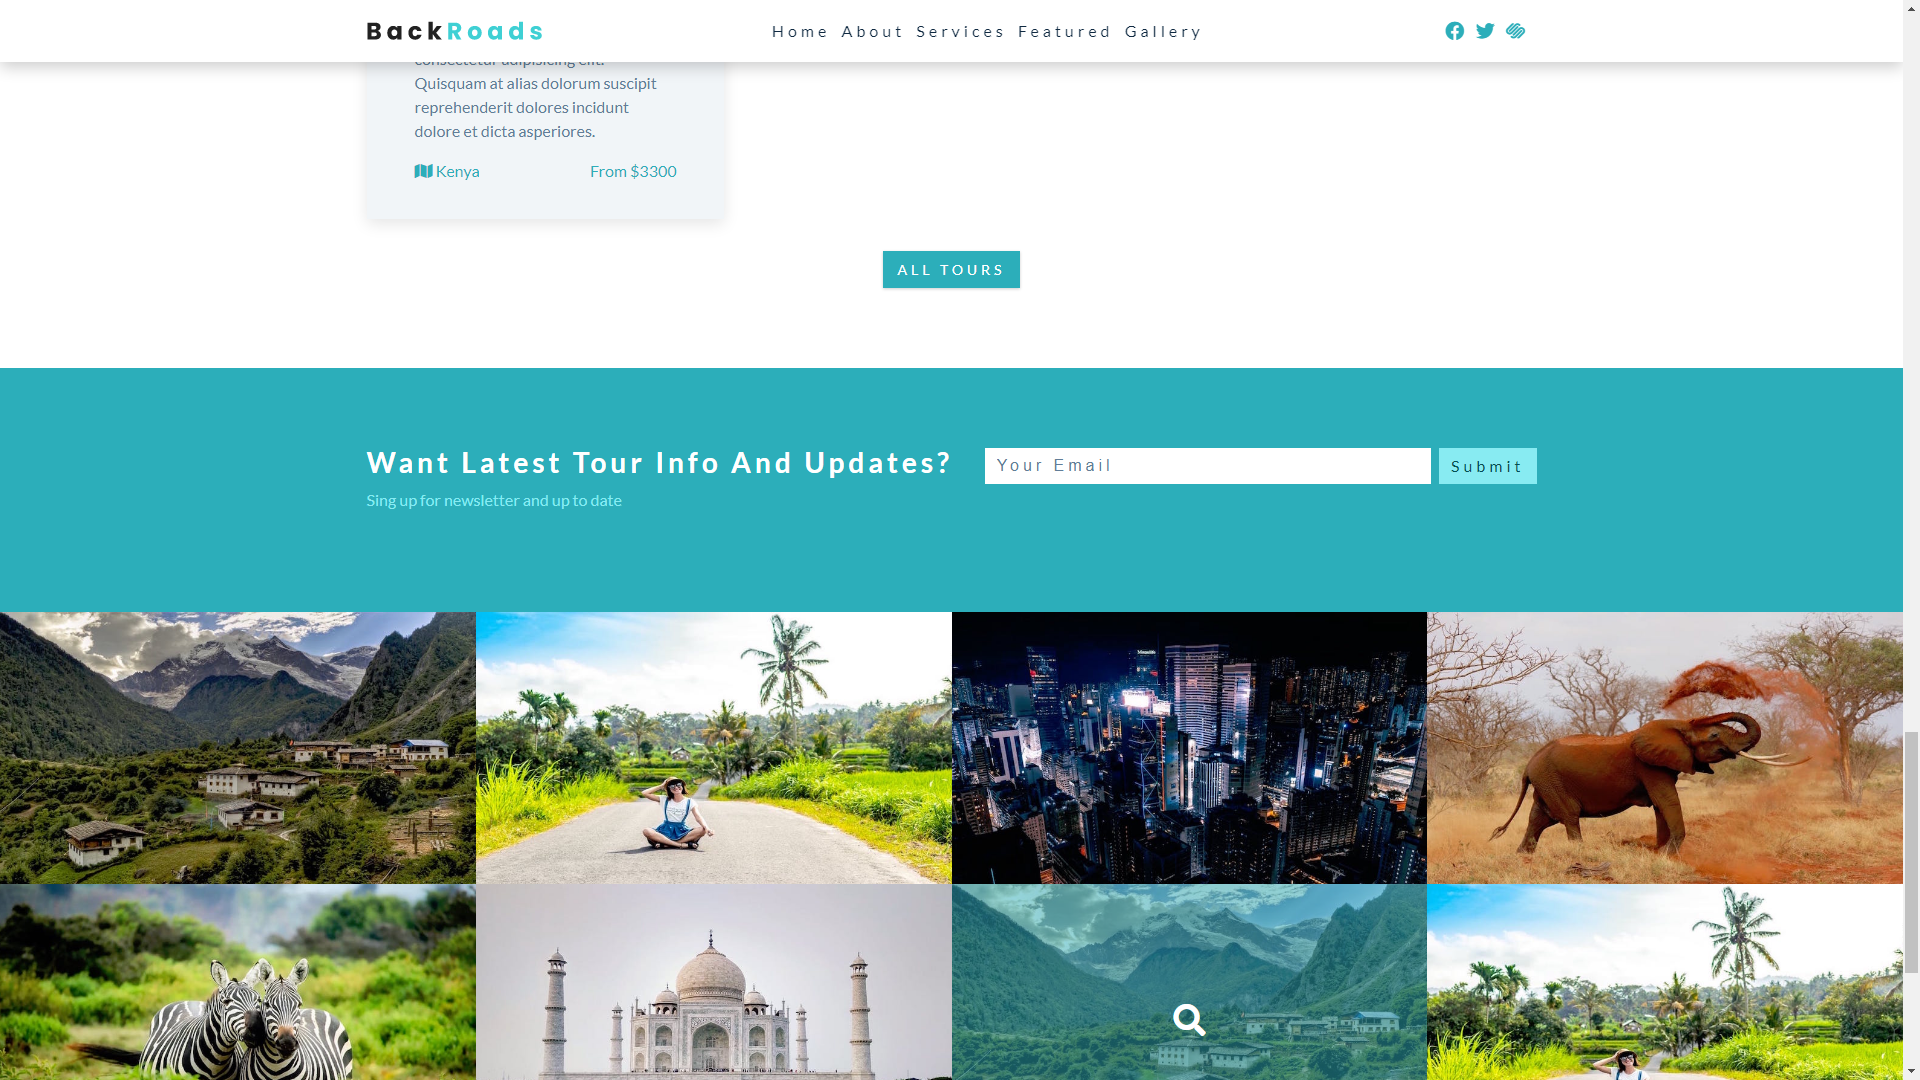 BackRoads
Home About Services Featured Gallery
consectetur adipisicing elit.
Quisquam at alias dolorum suscipit
reprehenderit dolores incidunt
dolore et dicta asperiores.
Kenya From $3300
ALL TOURS
Want Latest Tour Info And Updates?
Your Email
Submit
Sing up for newsletter and up to date